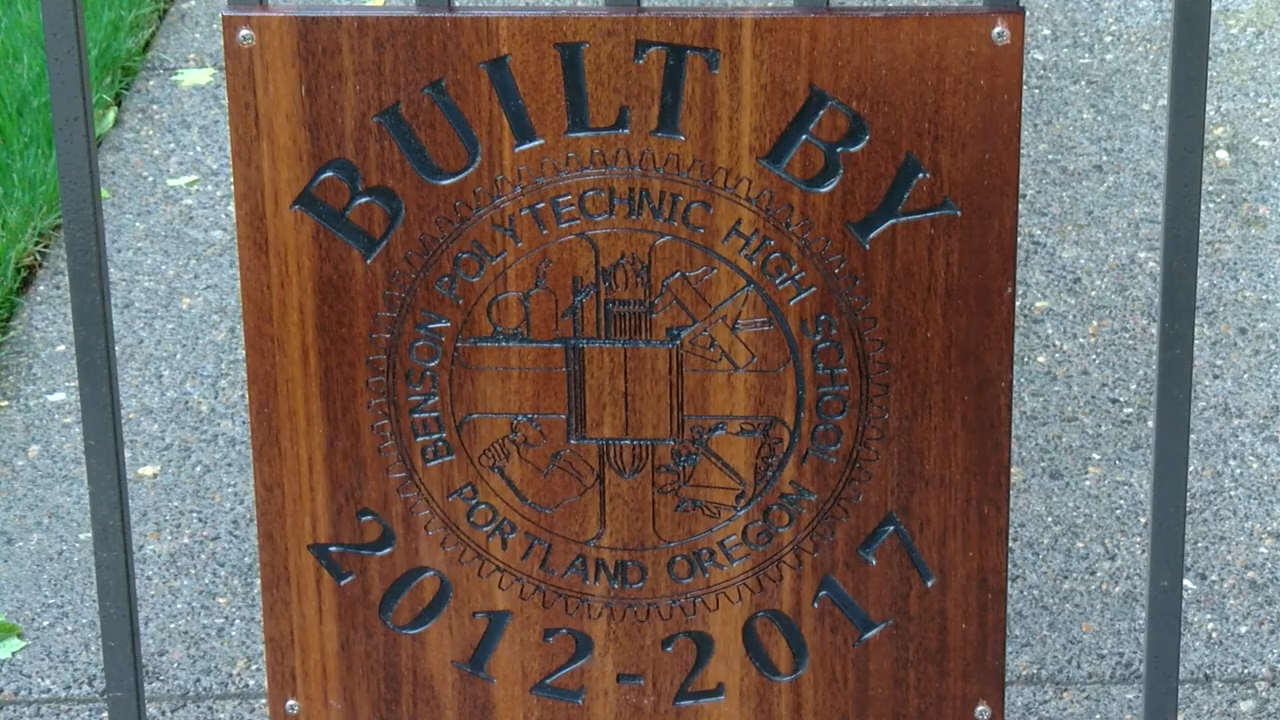 BUILT BY
BENSON POLYTECHNIC HIGH SCHOOL
PORTLAND OREGON
2012-2017